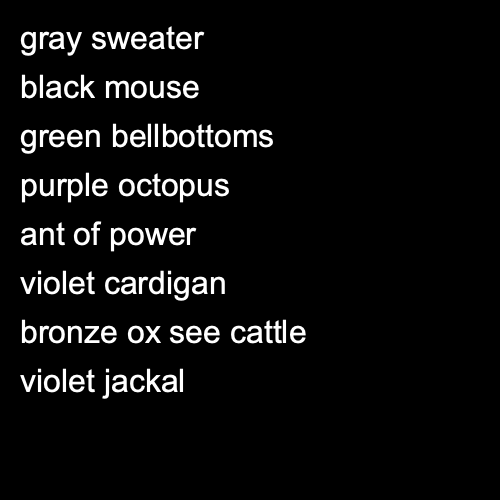 gray sweater
black mouse
green bellbottoms
purple octopus
ant of power
violet cardigan
bronze ox see cattle
violet jackal